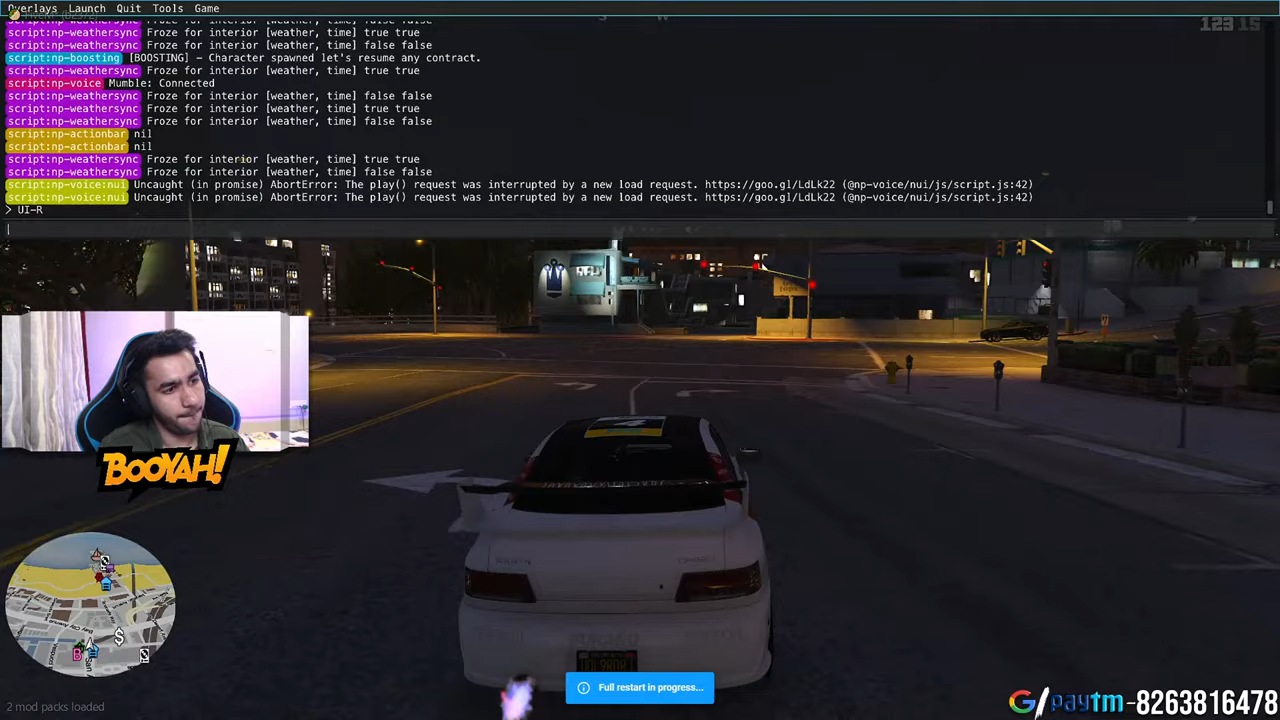 Overlays Launch Quit Tools Game
S W
123 15
script:np-weathersync Froze for interior [weather, time] false false
script:np-weathersync Froze for interior [weather, time] true true
script:np-weathersync Froze for interior [weather, time] false false
script:np-boosting [BOOSTING] - Character spawned let's resume any contract.
script:np-weathersync Froze for interior [weather, time] true true
script:np-voice Mumble: Connected
script:np-weathersync Froze for interior [weather, time] false false
script:np-weathersync Froze for interior [weather, time] true true
script:np-weathersync Froze for interior [weather, time] false false
script:np-actionbar nil
script:np-actionbar nil
script:np-weathersync Froze for interior [weather, time] true true
script:np-weathersync Froze for interior [weather, time] false false
script:np-voice:nui Uncaught (in promise) AbortError: The play() request was interrupted by a new load request. https://goo.gl/LdLk22 (@np-voice/nui/js/script.js:42)
script:np-voice:nui Uncaught (in promise) AbortError: The play() request was interrupted by a new load request. https://goo.gl/LdLk22 (@np-voice/nui/js/script.js:42)
> UI-R
BOOYAH!
Full restart in progress...
2 mod packs loaded
G/paytm-8263816478